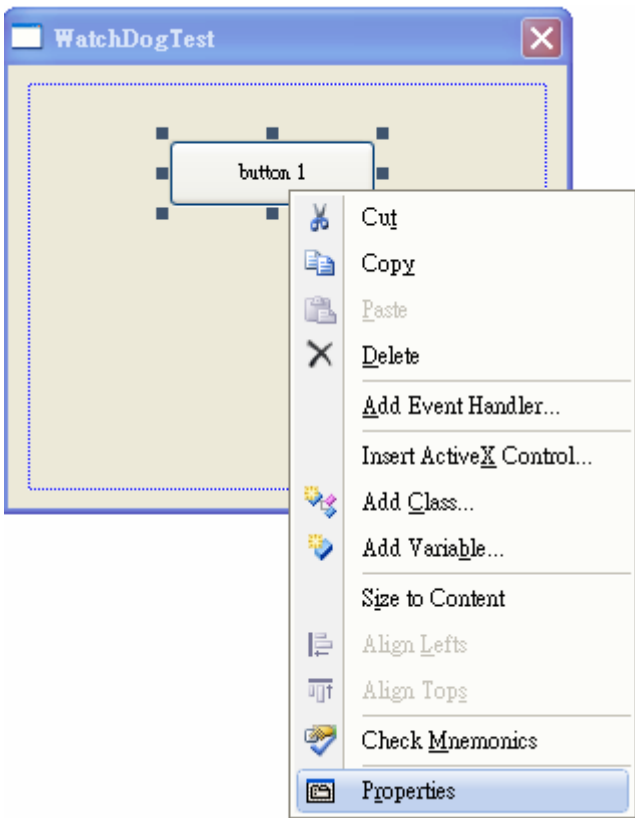 WatchDogTest
button 1
Cut
Copy
Paste
Delete
Add Event Handler...
Insert ActiveX Control...
Add Class...
Add Variable...
Size to Content
Align Lefts
Align Tops
Check Mnemonics
Properties